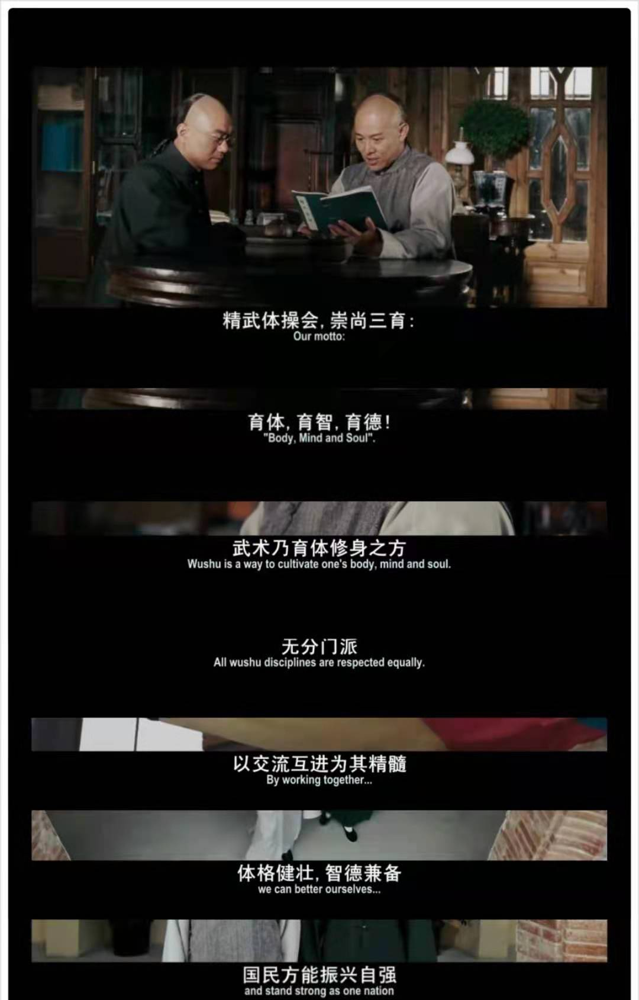 精武体操会,崇尚三育:
Our motto:
育体,育智,育德!
"Body, Mind and Soul".
武术乃育体修身之方
Wushu is a way to cultivate one's body, mind and soul.
无分门派
All wushu disciplines are respected equally.
以交流互进为其精髓
By working together...
体格健壮,智德兼备
we can better ourselves...
国民方能振兴自强
and stand strong as one nation